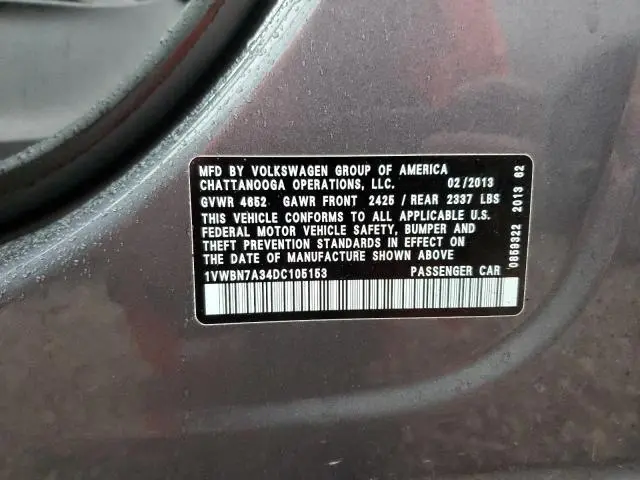 MFD BY VOLKSWAGEN GROUP OF AMERICA
CHATTANOOGA OPERATIONS, LLC. 02/2013
GVWR 4652 GAWR FRONT 2425 / REAR 2337 LBS
THIS VEHICLE CONFORMS TO ALL APPLICABLE U.S.
FEDERAL MOTOR VEHICLE SAFETY, BUMPER AND
THEFT PREVENTION STANDARDS IN EFFECT ON
THE DATE OF MANUFACTURE SHOWN ABOVE
1VWBN7A34DC105153 PASSENGER CAR
0859322 2013 02